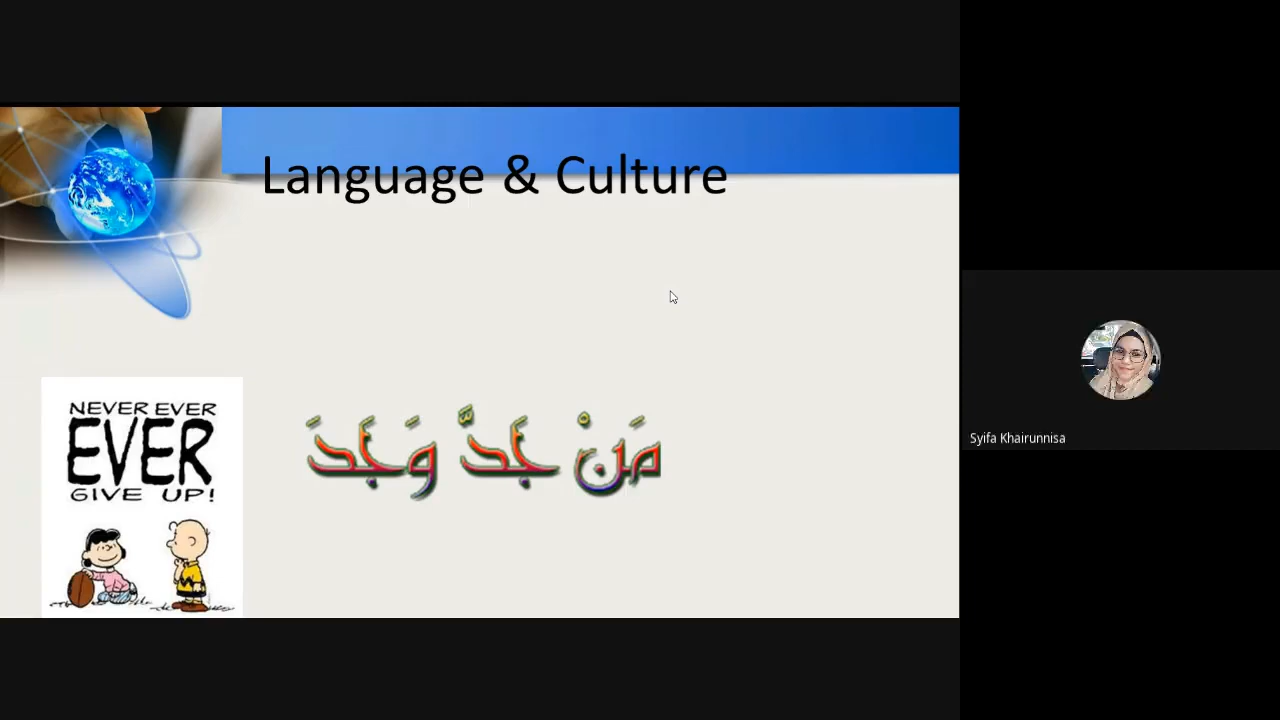 Language & Culture
NEVER EVER
EVER
GIVE UP!
مَنْ جَدَّ وَجَدَ
Syifa Khairunnisa